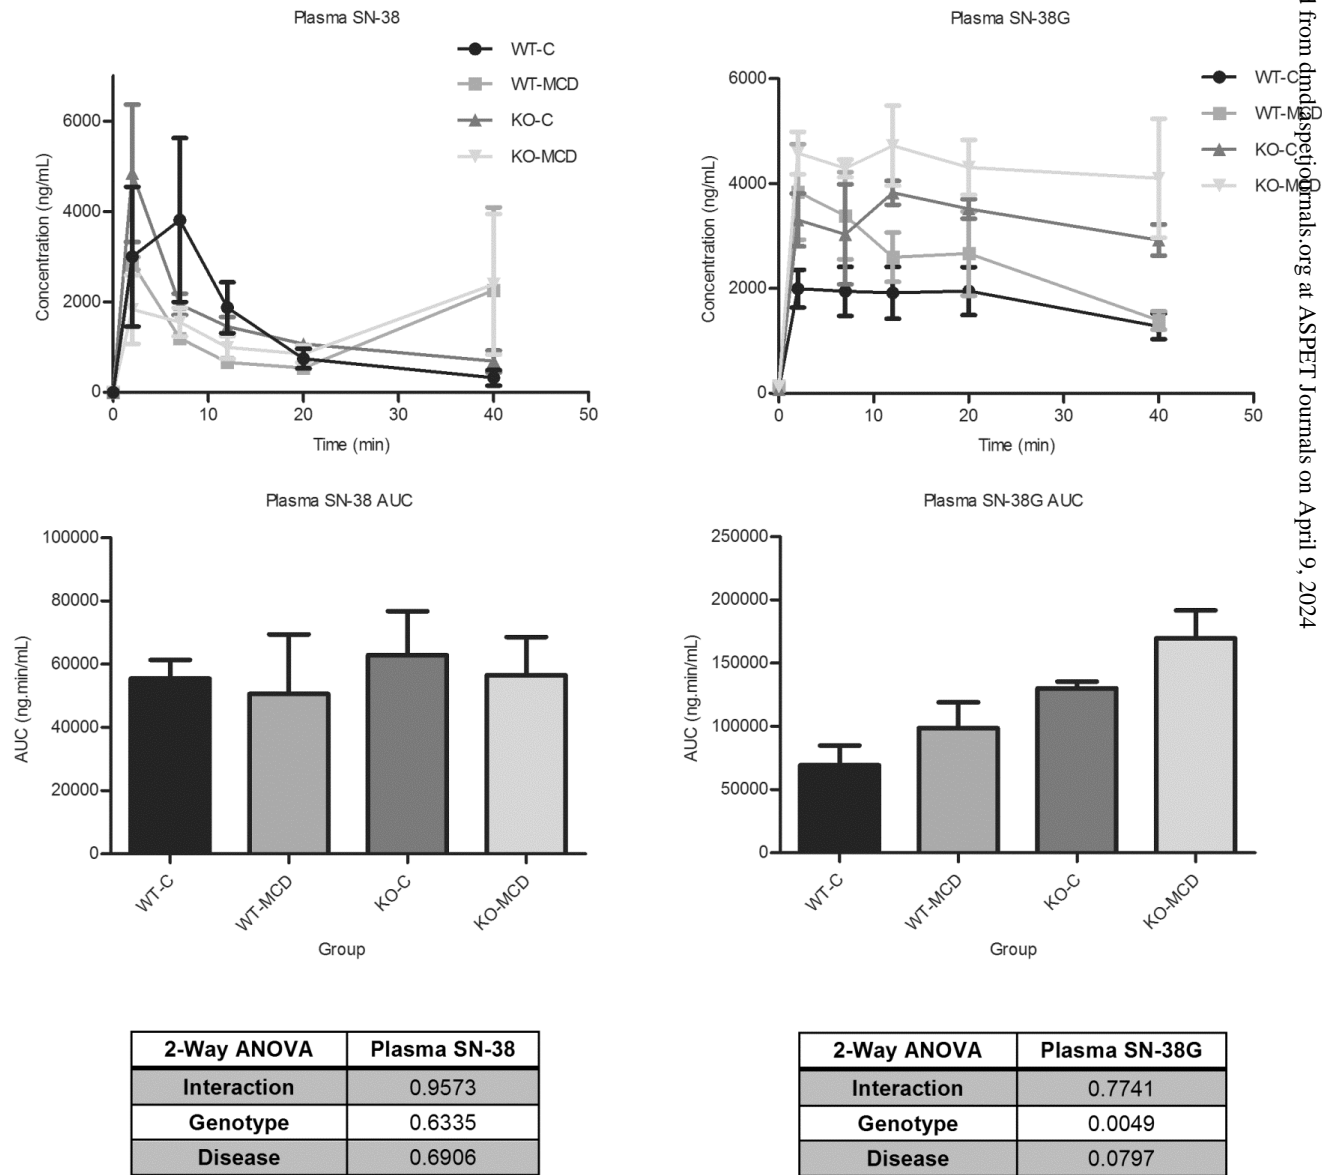 Plasma SN-38
WT-C
WT-MCD
KO-C
KO-MCD
Concentration (ng/mL)
6000
4000
2000
0
0 10 20 30 40 50
Time (min)
Plasma SN-38G
WT-C
WT-MCD
KO-C
KO-MCD
Concentration (ng/mL)
6000
4000
2000
0
0 10 20 30 40 50
Time (min)
d from dmd.aspetjournals.org at ASPET Journals on April 9, 2024
Plasma SN-38 AUC
AUC (ng.min/mL)
100000
80000
60000
40000
20000
0
WT-C
WT-MCD
KO-C
KO-MCD
Group
Plasma SN-38G AUC
AUC (ng.min/mL)
250000
200000
150000
100000
50000
0
WT-C
WT-MCD
KO-C
KO-MCD
Group
2-Way ANOVA Plasma SN-38
Interaction 0.9573
Genotype 0.6335
Disease 0.6906
2-Way ANOVA Plasma SN-38G
Interaction 0.7741
Genotype 0.0049
Disease 0.0797